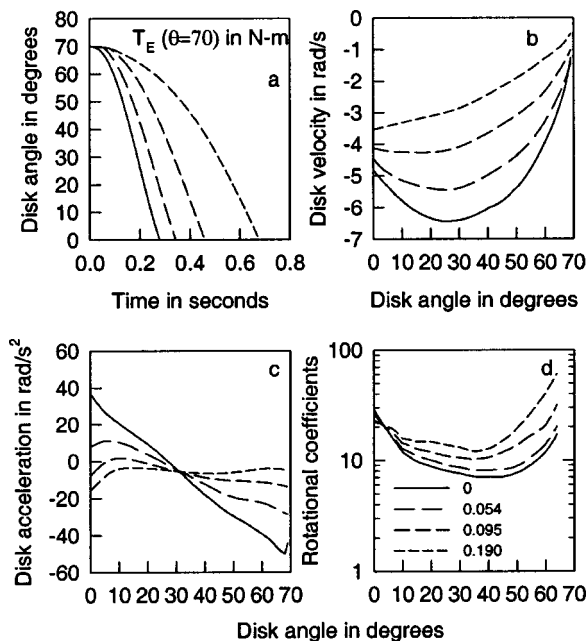 T_E (θ=70) in N-m
a
Disk angle in degrees
80
70
60
50
40
30
20
10
0
0.0 0.2 0.4 0.6 0.8
Time in seconds
b
Disk velocity in rad/s
0
-1
-2
-3
-4
-5
-6
-7
0 10 20 30 40 50 60 70
Disk angle in degrees
c
Disk acceleration in rad/s²
60
40
20
0
-20
-40
-60
0 10 20 30 40 50 60 70
d
Rotational coefficients
100
10
1
0
0.054
0.095
0.190
0 10 20 30 40 50 60 70
Disk angle in degrees